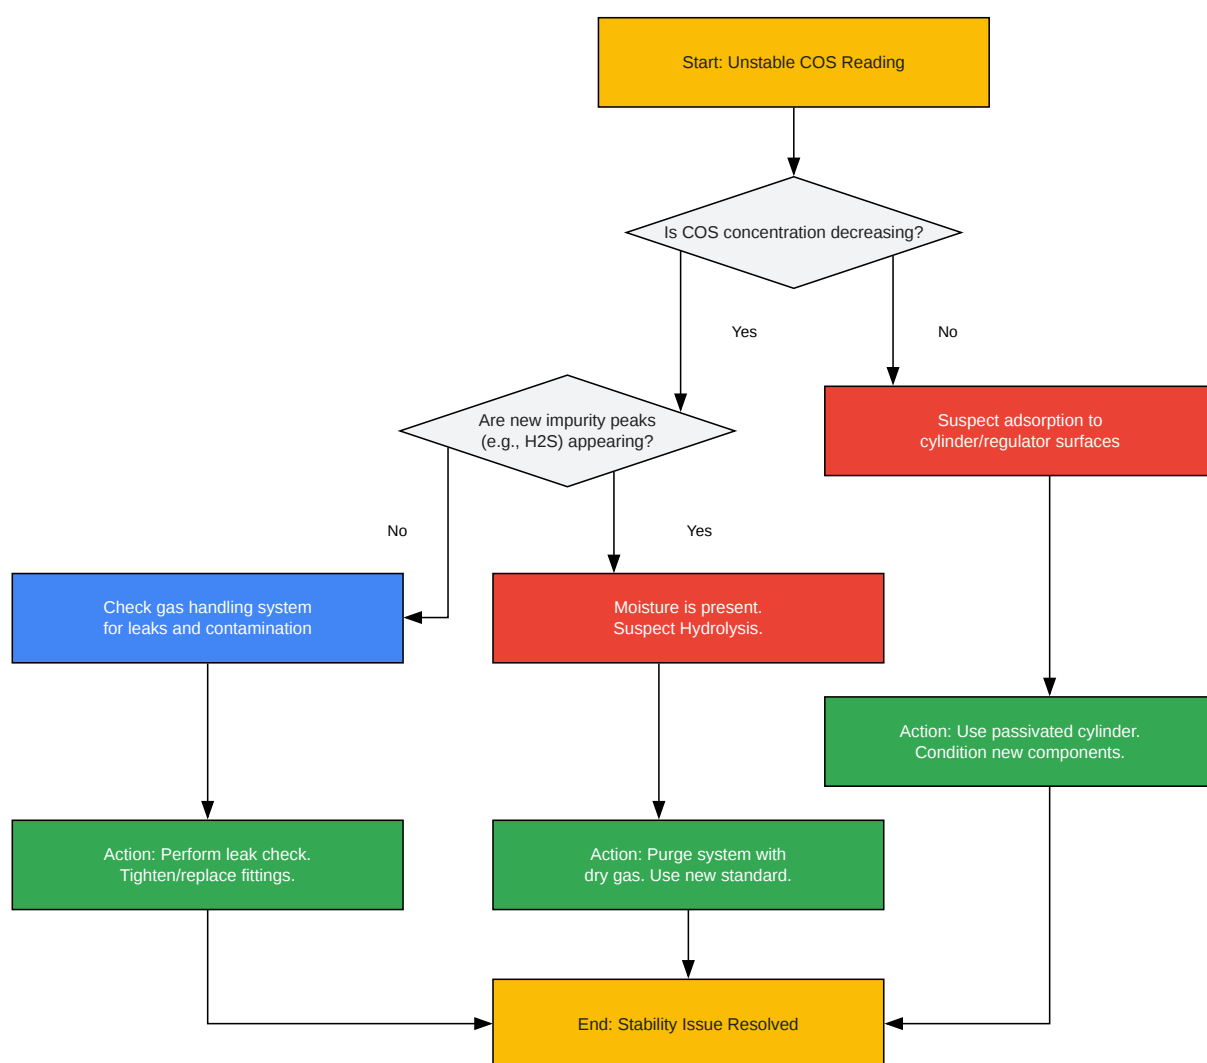 Start: Unstable COS Reading
Is COS concentration decreasing?
Yes
No
Are new impurity peaks
(e.g., H2S) appearing?
Suspect adsorption to
cylinder/regulator surfaces
No
Yes
Check gas handling system
for leaks and contamination
Moisture is present.
Suspect Hydrolysis.
Action: Use passivated cylinder.
Condition new components.
Action: Perform leak check.
Tighten/replace fittings.
Action: Purge system with
dry gas. Use new standard.
End: Stability Issue Resolved